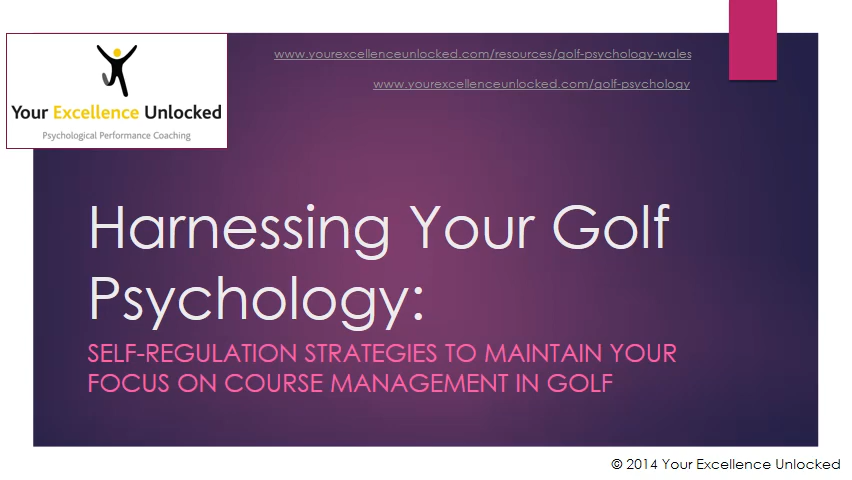 www.yourexcellenceunlocked.com/resources/golf-psychology-wales
www.yourexcellenceunlocked.com/golf-psychology
Your Excellence Unlocked
Psychological Performance Coaching
Harnessing Your Golf
Psychology:
SELF-REGULATION STRATEGIES TO MAINTAIN YOUR
FOCUS ON COURSE MANAGEMENT IN GOLF
© 2014 Your Excellence Unlocked